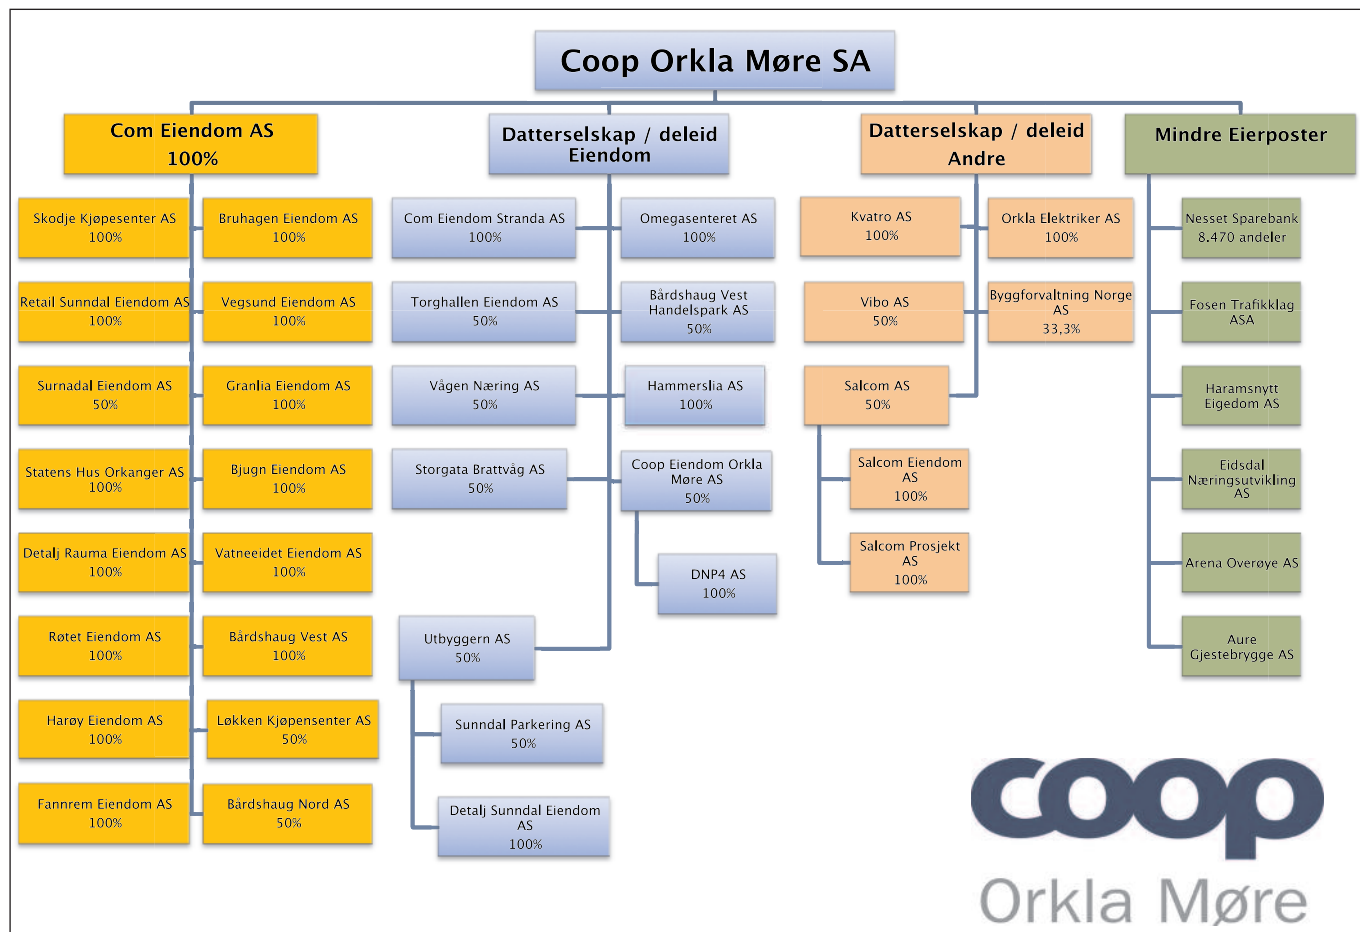 Coop Orkla Møre SA
Com Eiendom AS
100%
Skodje Kjøpesenter AS
100%
Bruhagen Eiendom AS
100%
Retail Sunndal Eiendom AS
100%
Vegsund Eiendom AS
100%
Surnadal Eiendom AS
50%
Granlia Eiendom AS
100%
Statens Hus Orkanger AS
100%
Bjugn Eiendom AS
100%
Detalj Rauma Eiendom AS
100%
Vatneeidet Eiendom AS
100%
Røtet Eiendom AS
100%
Bårdshaug Vest AS
100%
Harøy Eiendom AS
100%
Løkken Kjøpensenter AS
50%
Fannrem Eiendom AS
100%
Bårdshaug Nord AS
50%
Datterselskap / deleid
Eiendom
Com Eiendom Stranda AS
100%
Omegasenteret AS
100%
Torghallen Eiendom AS
50%
Bårdshaug Vest
Handelspark AS
50%
Vågen Næring AS
50%
Hammerslia AS
100%
Storgata Brattvåg AS
50%
Coop Eiendom Orkla
Møre AS
50%
DNP4 AS
100%
Utbyggern AS
50%
Sunndal Parkering AS
50%
Detalj Sunndal Eiendom
AS
100%
Datterselskap / deleid
Andre
Kvatro AS
100%
Orkla Elektriker AS
100%
Vibo AS
50%
Byggforvaltning Norge
AS
33,3%
Salcom AS
50%
Salcom Eiendom
AS
100%
Salcom Prosjekt
AS
100%
Mindre Eierposter
Nesset Sparebank
8.470 andeler
Fosen Trafikklag
ASA
Haramsnytt
Eigedom AS
Eidsdal
Næringsutvikling
AS
Arena Overøye AS
Aure
Gjestebrygge AS
coop
Orkla Møre